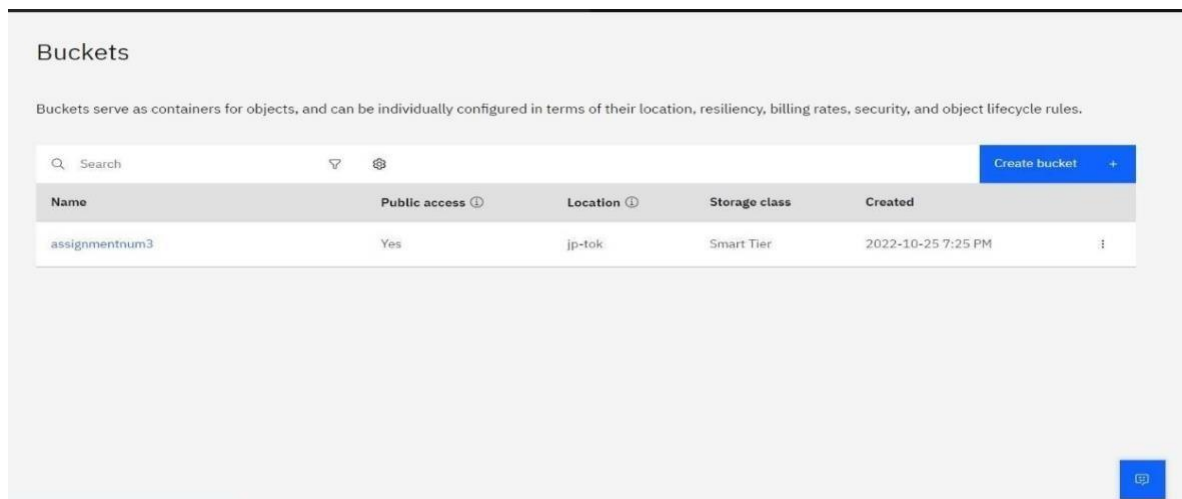 Buckets
Buckets serve as containers for objects, and can be individually configured in terms of their location, resiliency, billing rates, security, and object lifecycle rules.
Search Create bucket +
Name Public access Location Storage class Created
assignmentnum3 Yes jp-tok Smart Tier 2022-10-25 7:25 PM